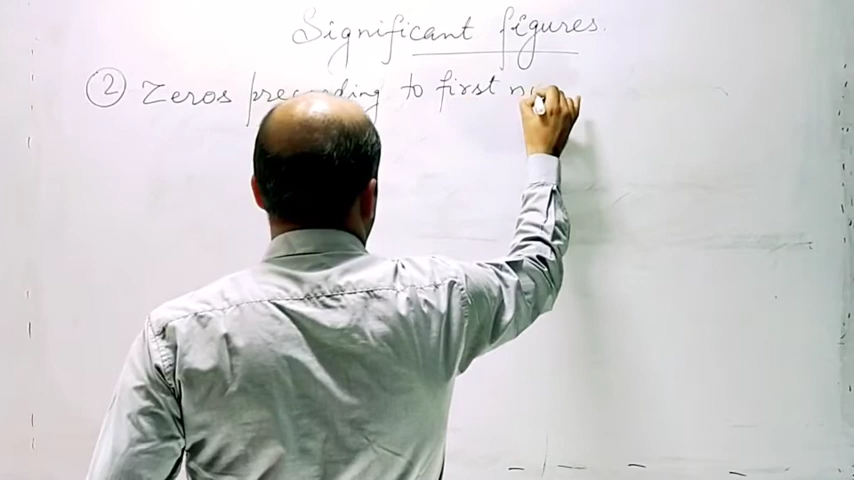 Significant figures.
② Zeros preceding to first